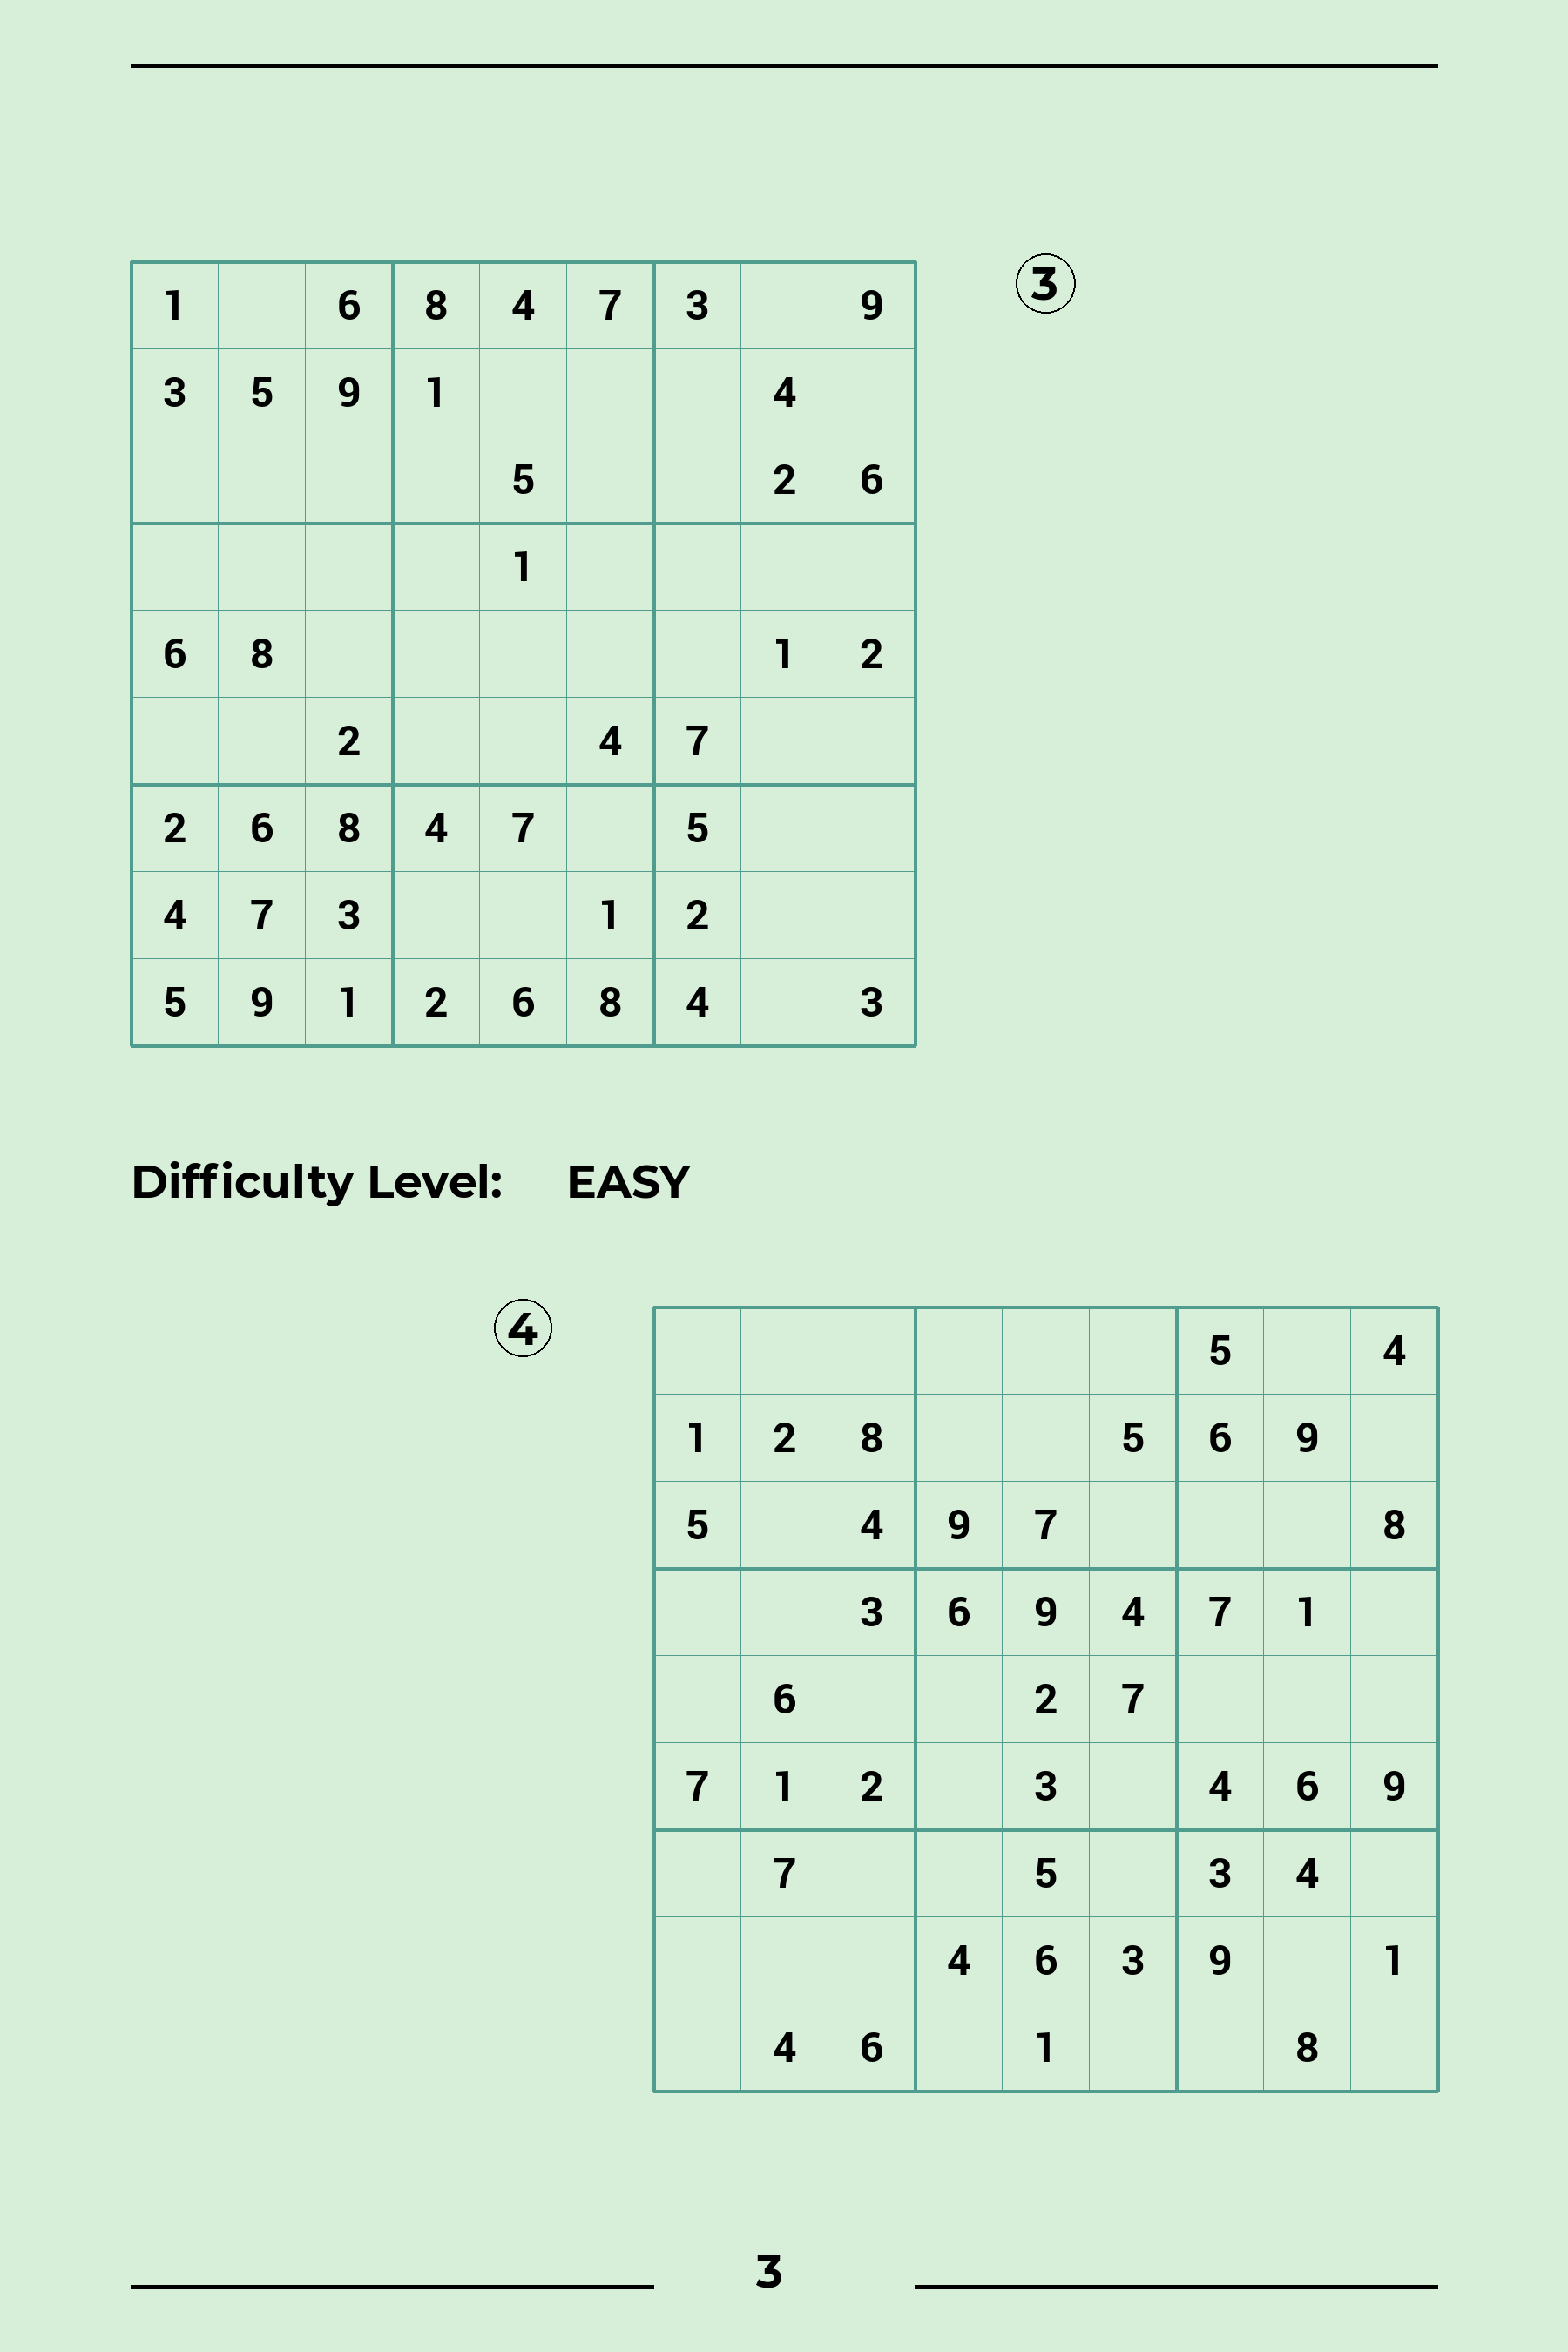 3
1 6 8 4 7 3 9
3 5 9 1 4
5 2 6
1
6 8 1 2
2 4 7
2 6 8 4 7 5
4 7 3 1 2
5 9 1 2 6 8 4 3
Difficulty Level: EASY
4
5 4
1 2 8 5 6 9
5 4 9 7 8
3 6 9 4 7 1
6 2 7
7 1 2 3 4 6 9
7 5 3 4
4 6 3 9 1
4 6 1 8
3